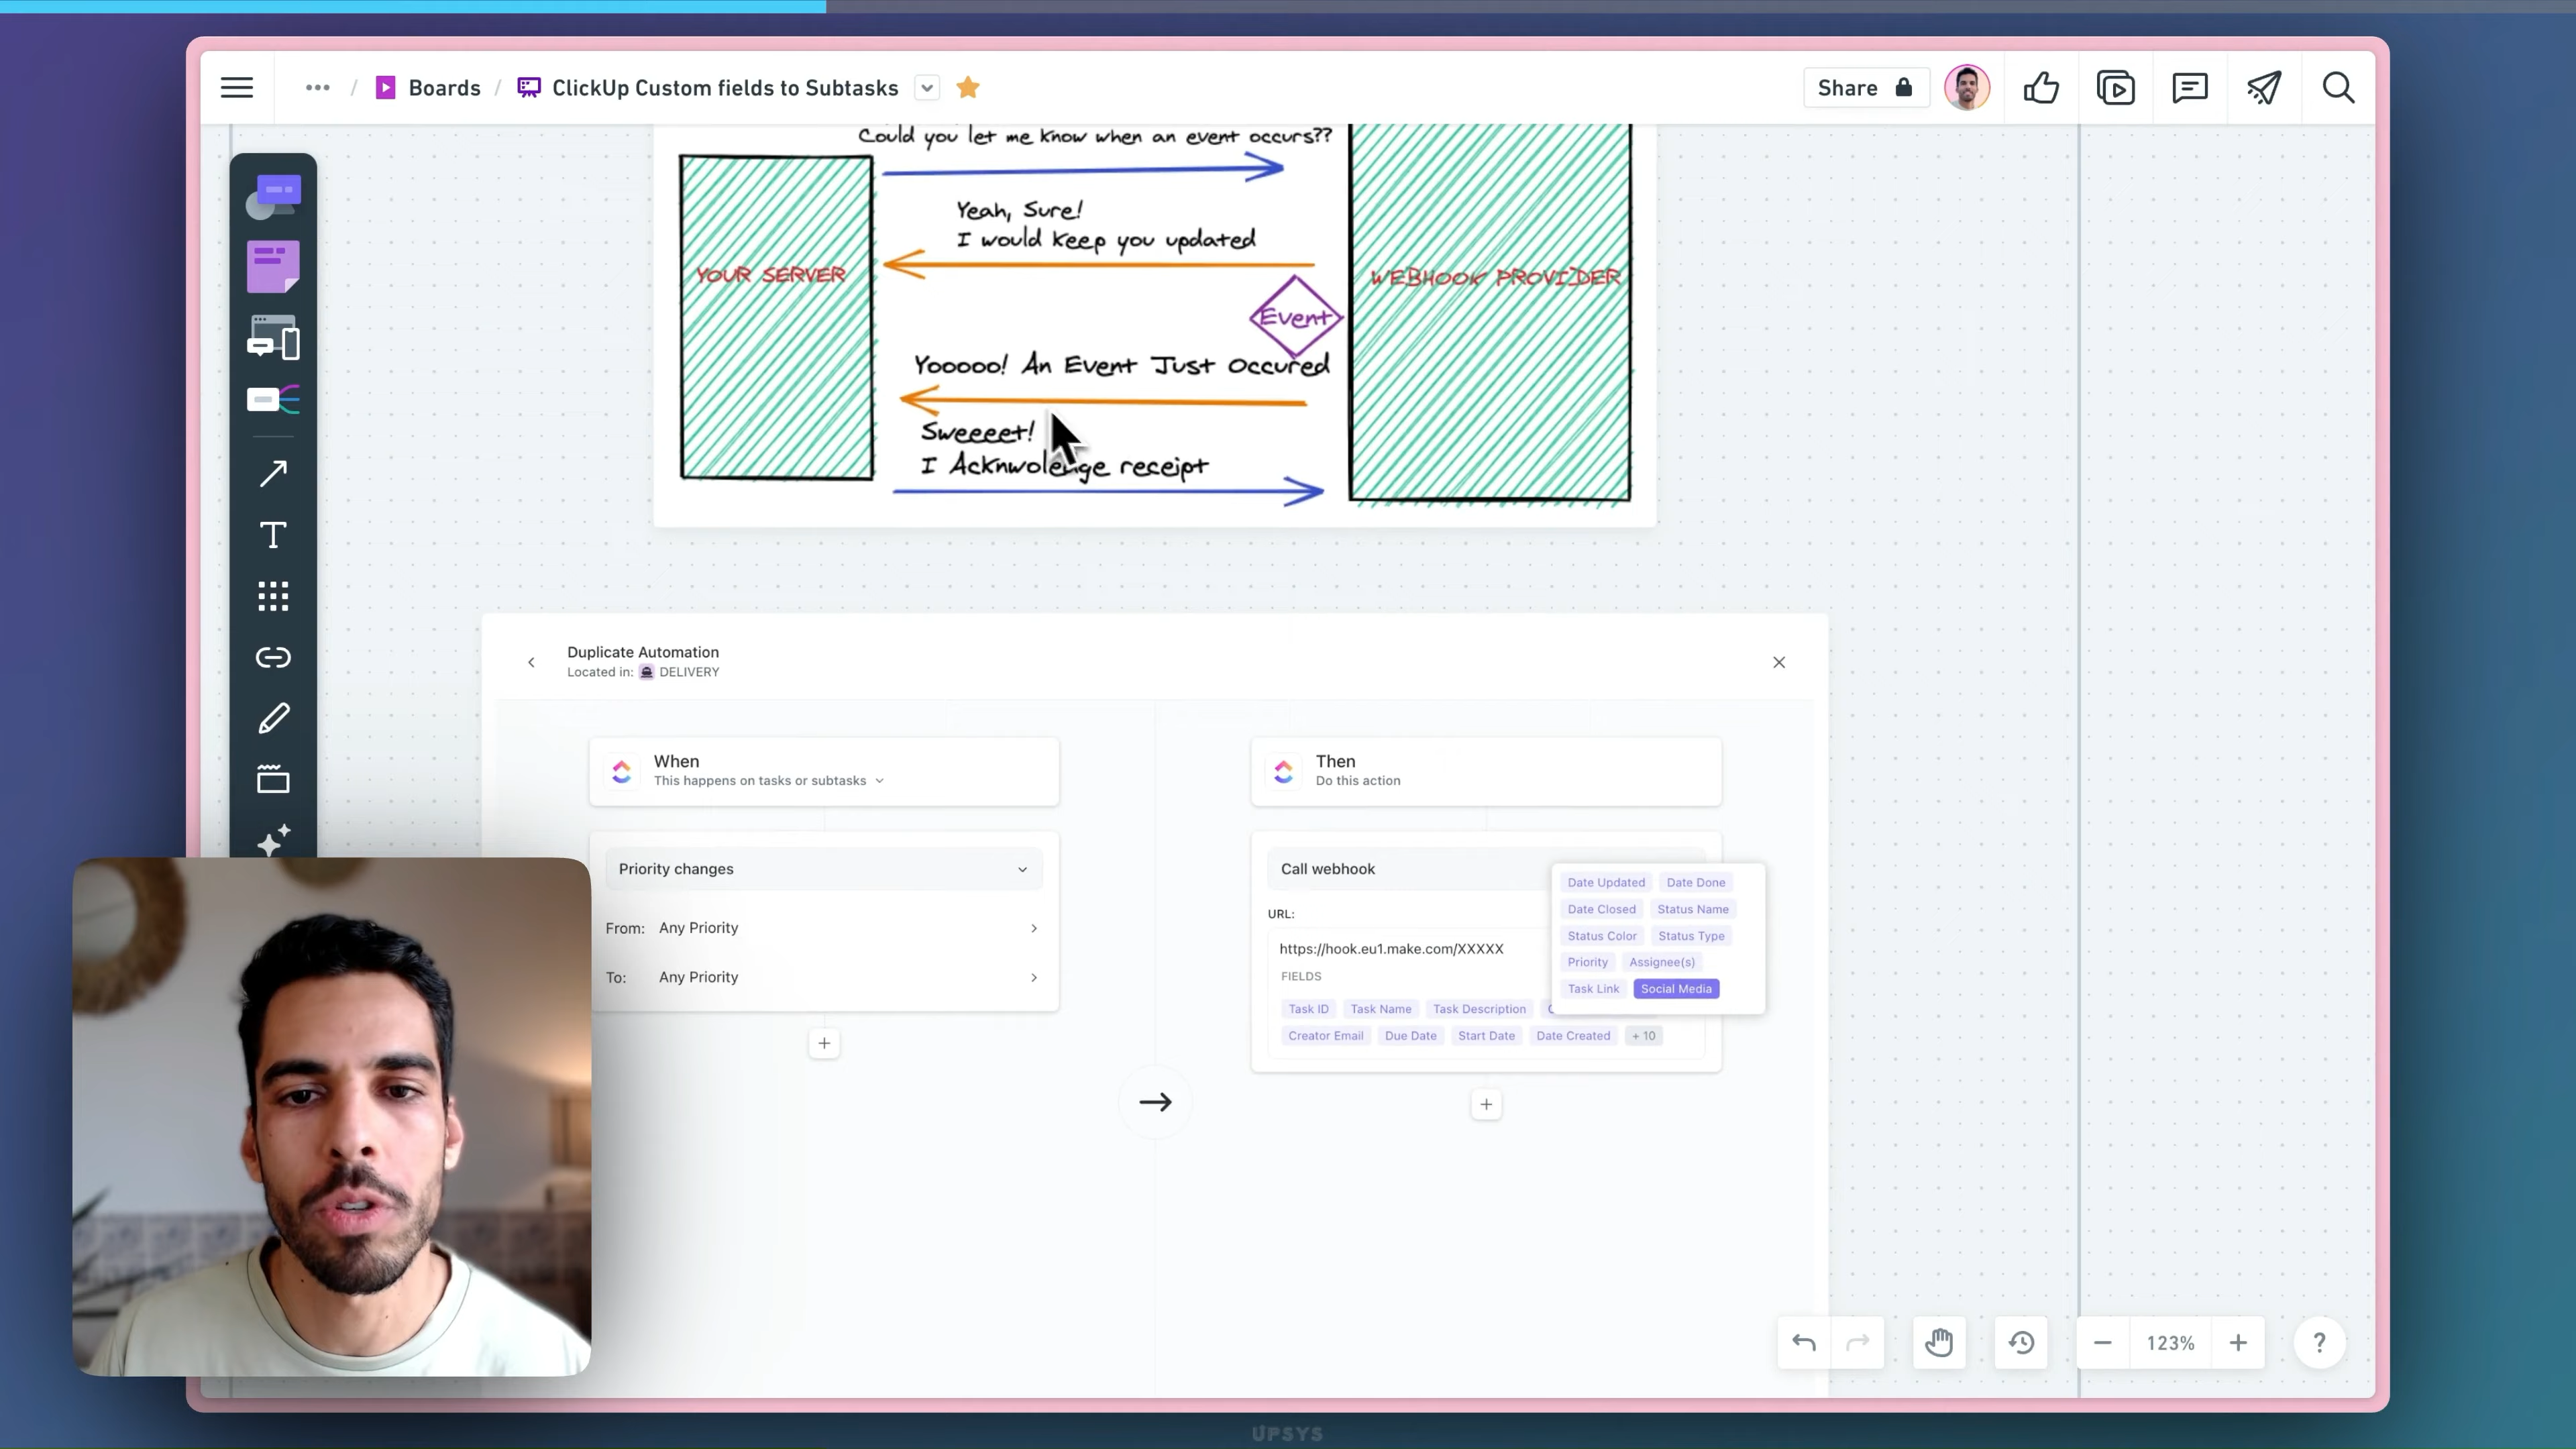 ... / Boards / ClickUp Custom fields to Subtasks
Share
Could you let me know when an event occurs??
Yeah, Sure!
I would keep you updated
YOUR SERVER
WEBHOOK PROVIDER
Event
Yooooo! An Event Just Occured
Sweeeet!
I Acknwolenge receipt
Duplicate Automation
Located in: DELIVERY
When
This happens on tasks or subtasks
Then
Do this action
Priority changes
From: Any Priority
To: Any Priority
Call webhook
URL:
https://hook.eu1.make.com/XXXXX
FIELDS
Task ID Task Name Task Description
Creator Email Due Date Start Date Date Created + 10
Date Updated Date Done
Date Closed Status Name
Status Color Status Type
Priority Assignee(s)
Task Link Social Media
T
123%
?
UPSYS